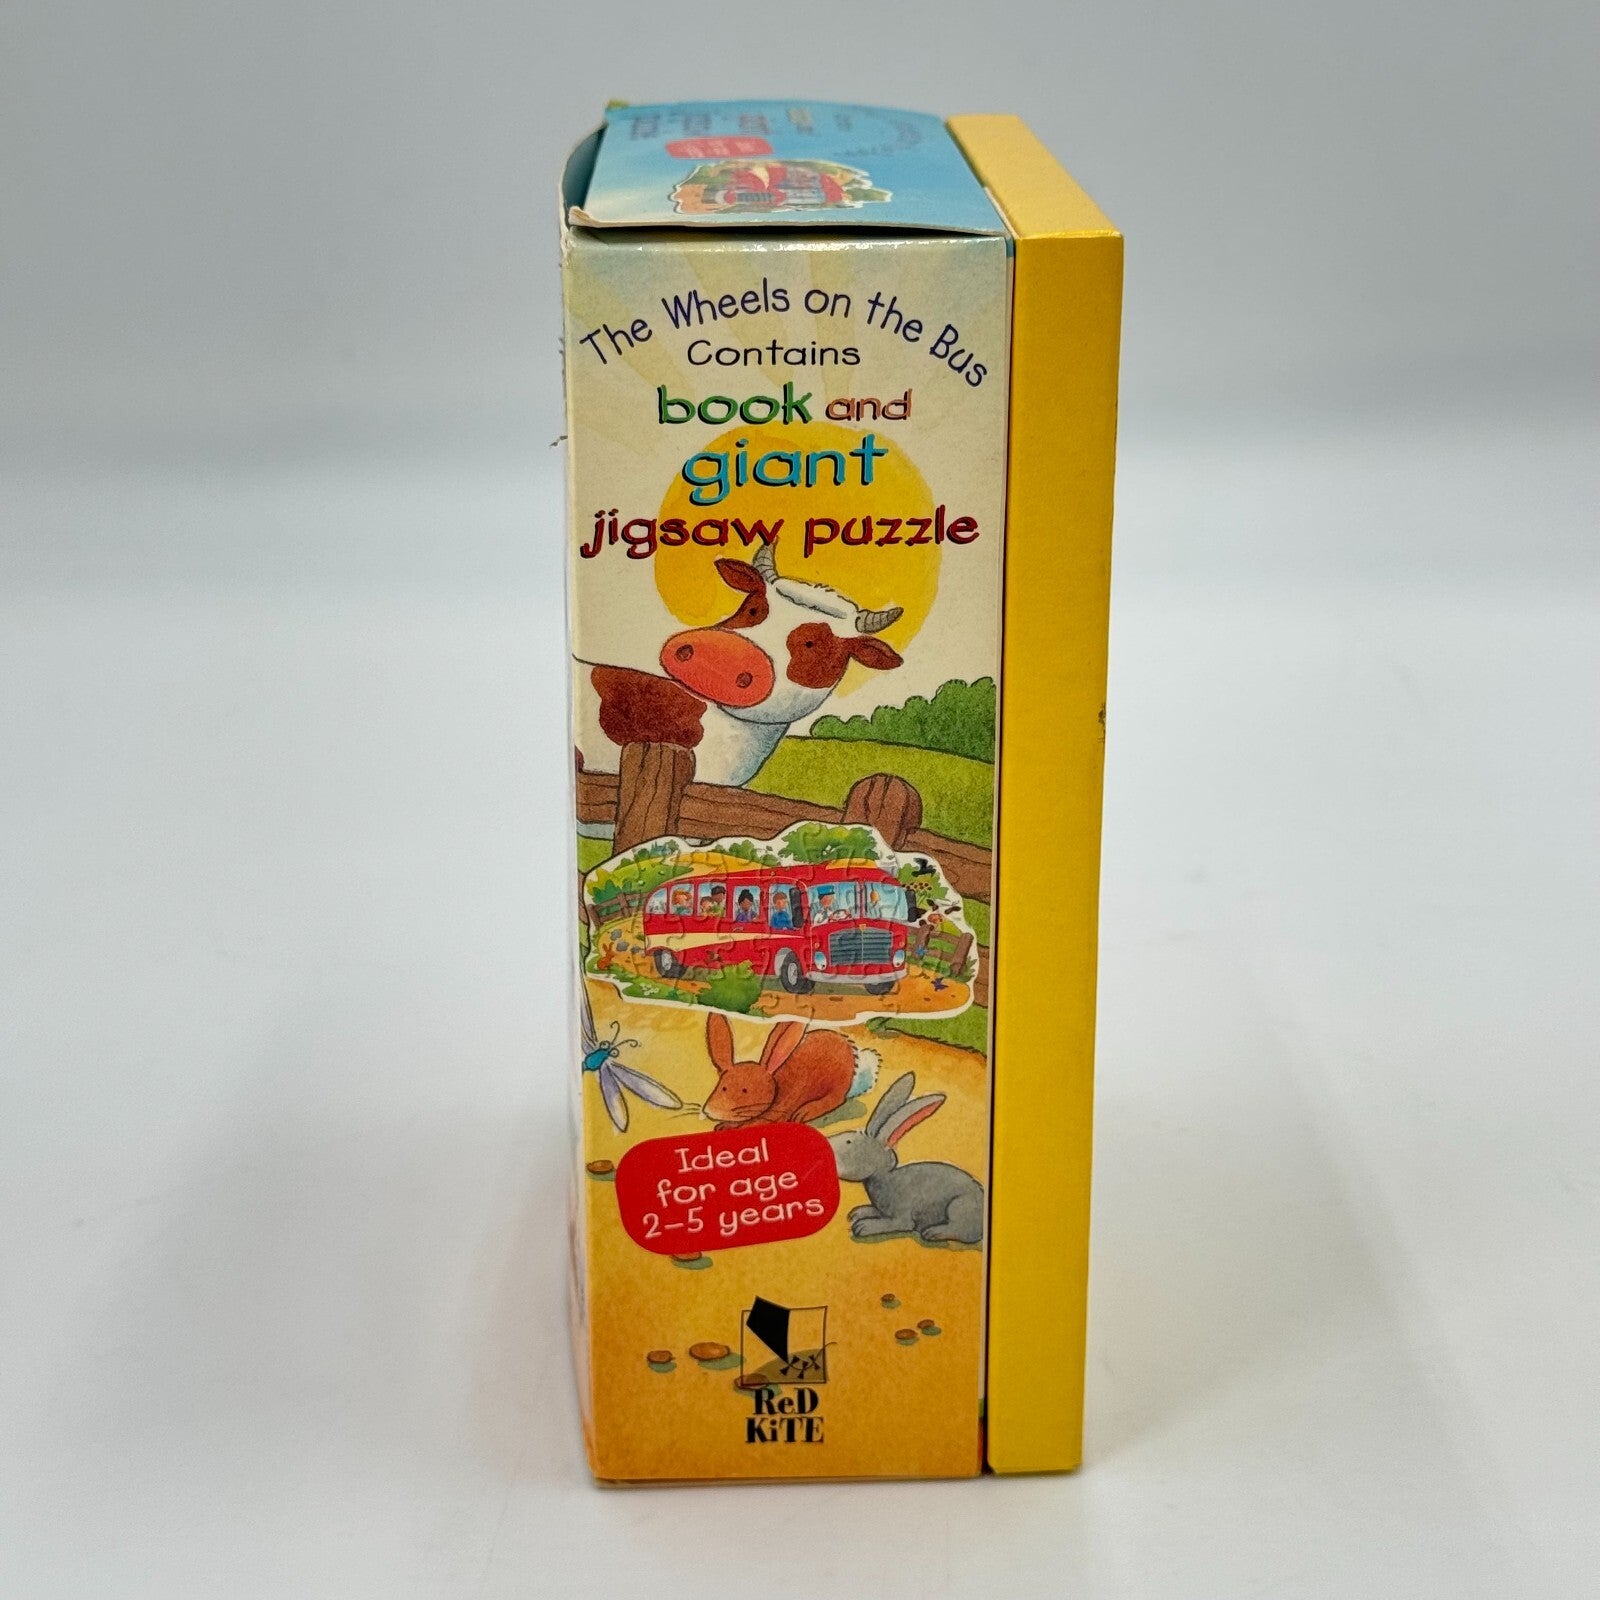 The Wheels on the Bus
Contains
book and
giant
jigsaw puzzle
Ideal
for age
2-5 years
ReD
KiTE